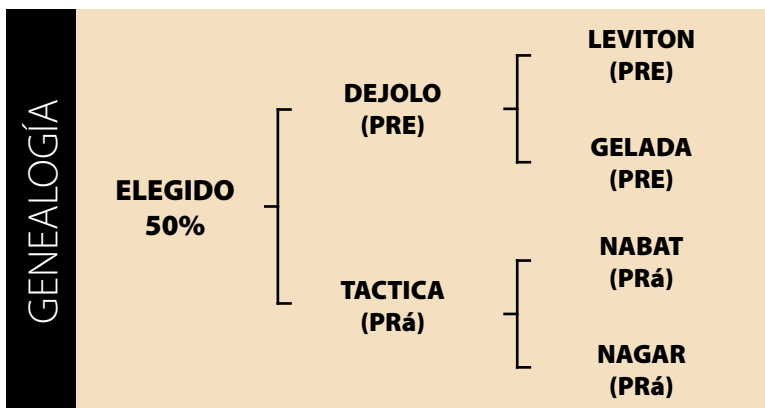 GENEALOGÍA
ELEGIDO
50%
DEJOLO
(PRE)
TACTICA
(PRá)
LEVITON
(PRE)
GELADA
(PRE)
NABAT
(PRá)
NAGAR
(PRá)